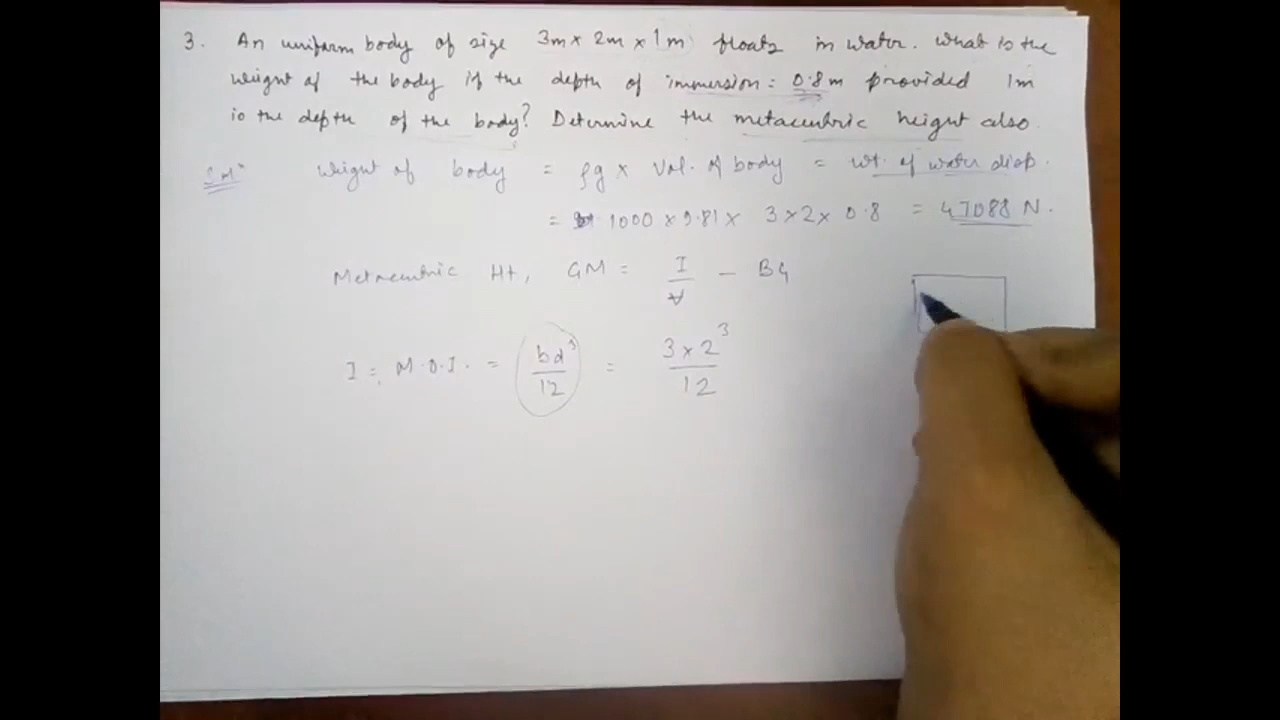 3. An uniform body of size 3m x 2m x 1m floats in water. What is the
weight of the body if the depth of immersion = 0.8m provided 1m
is the depth of the body? Determine the metacentric height also.
Soln Weight of body = ρg x Vol. of body = wt. of water disp.
= 1000 x 9.81 x 3 x 2 x 0.8 = 47088 N.
Metacentric Ht, GM = I/V - BG
I = M.O.I. = bd³/12 = 3 x 2³/12